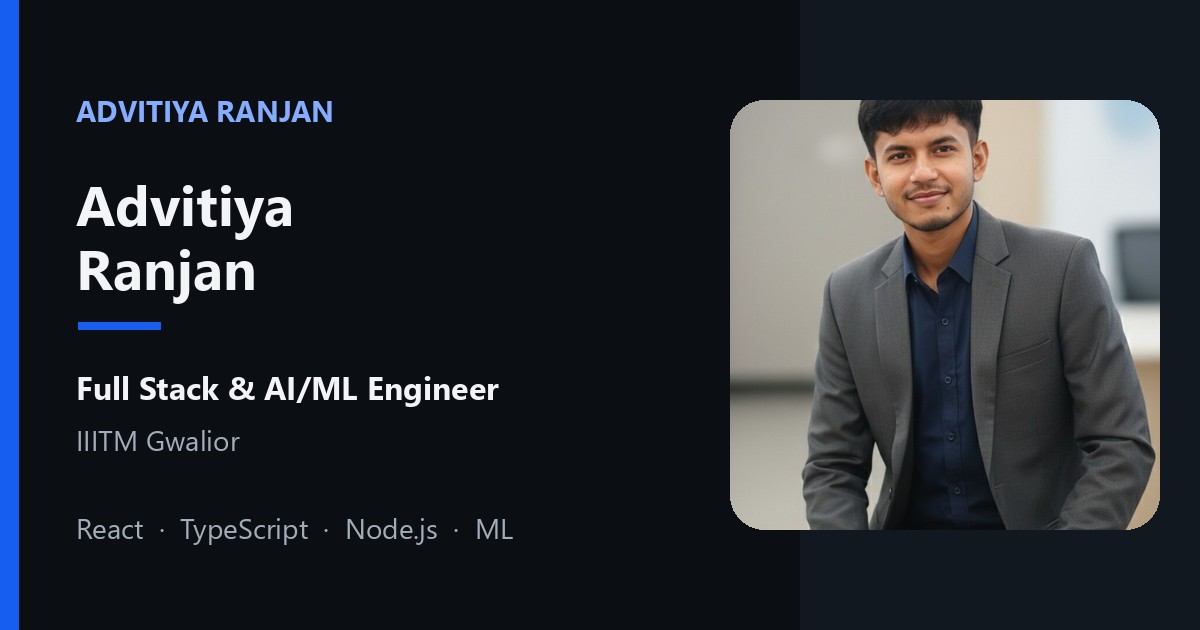 ADVITIYA RANJAN
Advitiya
Ranjan
Full Stack & AI/ML Engineer
IIITM Gwalior
React · TypeScript · Node.js · ML